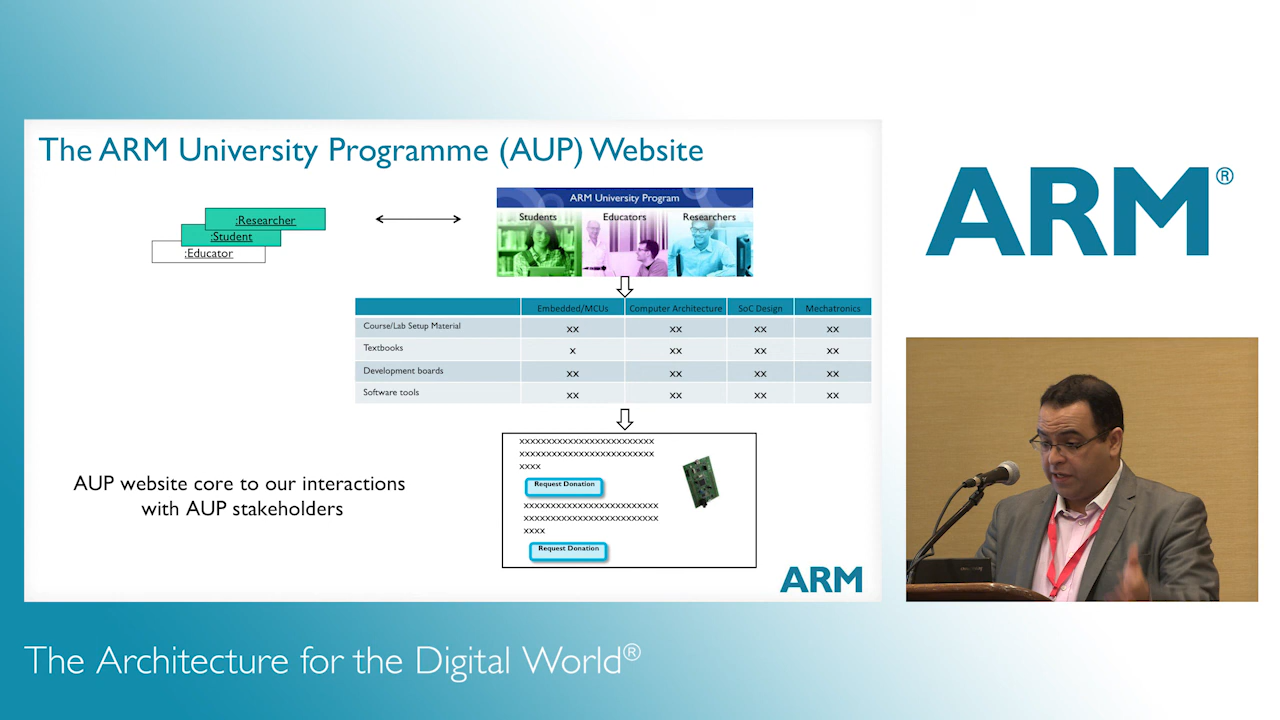 The ARM University Programme (AUP) Website
:Researcher
:Student
:Educator
ARM University Program
Students Educators Researchers
Embedded/MCUs Computer Architecture SoC Design Mechatronics
Course/Lab Setup Material xx xx xx xx
Textbooks x xx xx xx
Development boards xx xx xx xx
Software tools xx xx xx xx
AUP website core to our interactions
with AUP stakeholders
xxxxxxxxxxxxxxxxxxxxxxxxxx
xxxxxxxxxxxxxxxxxxxxxxxxxx
xxxx
Request Donation
xxxxxxxxxxxxxxxxxxxxxxxxxx
xxxxxxxxxxxxxxxxxxxxxxxxxx
xxxx
Request Donation
ARM
ARM®
The Architecture for the Digital World®